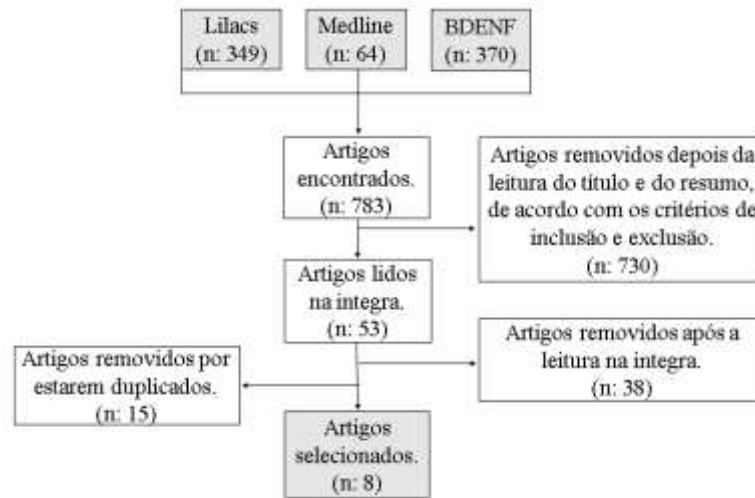 Lilacs
(n: 349)
Medline
(n: 64)
BDENF
(n: 370)
Artigos
encontrados.
(n: 783)
Artigos removidos depois da
leitura do título e do resumo,
de acordo com os critérios de
inclusão e exclusão.
(n: 730)
Artigos lidos
na integra.
(n: 53)
Artigos removidos por
estarem duplicados.
(n: 15)
Artigos removidos após a
leitura na integra.
(n: 38)
Artigos
selecionados.
(n: 8)